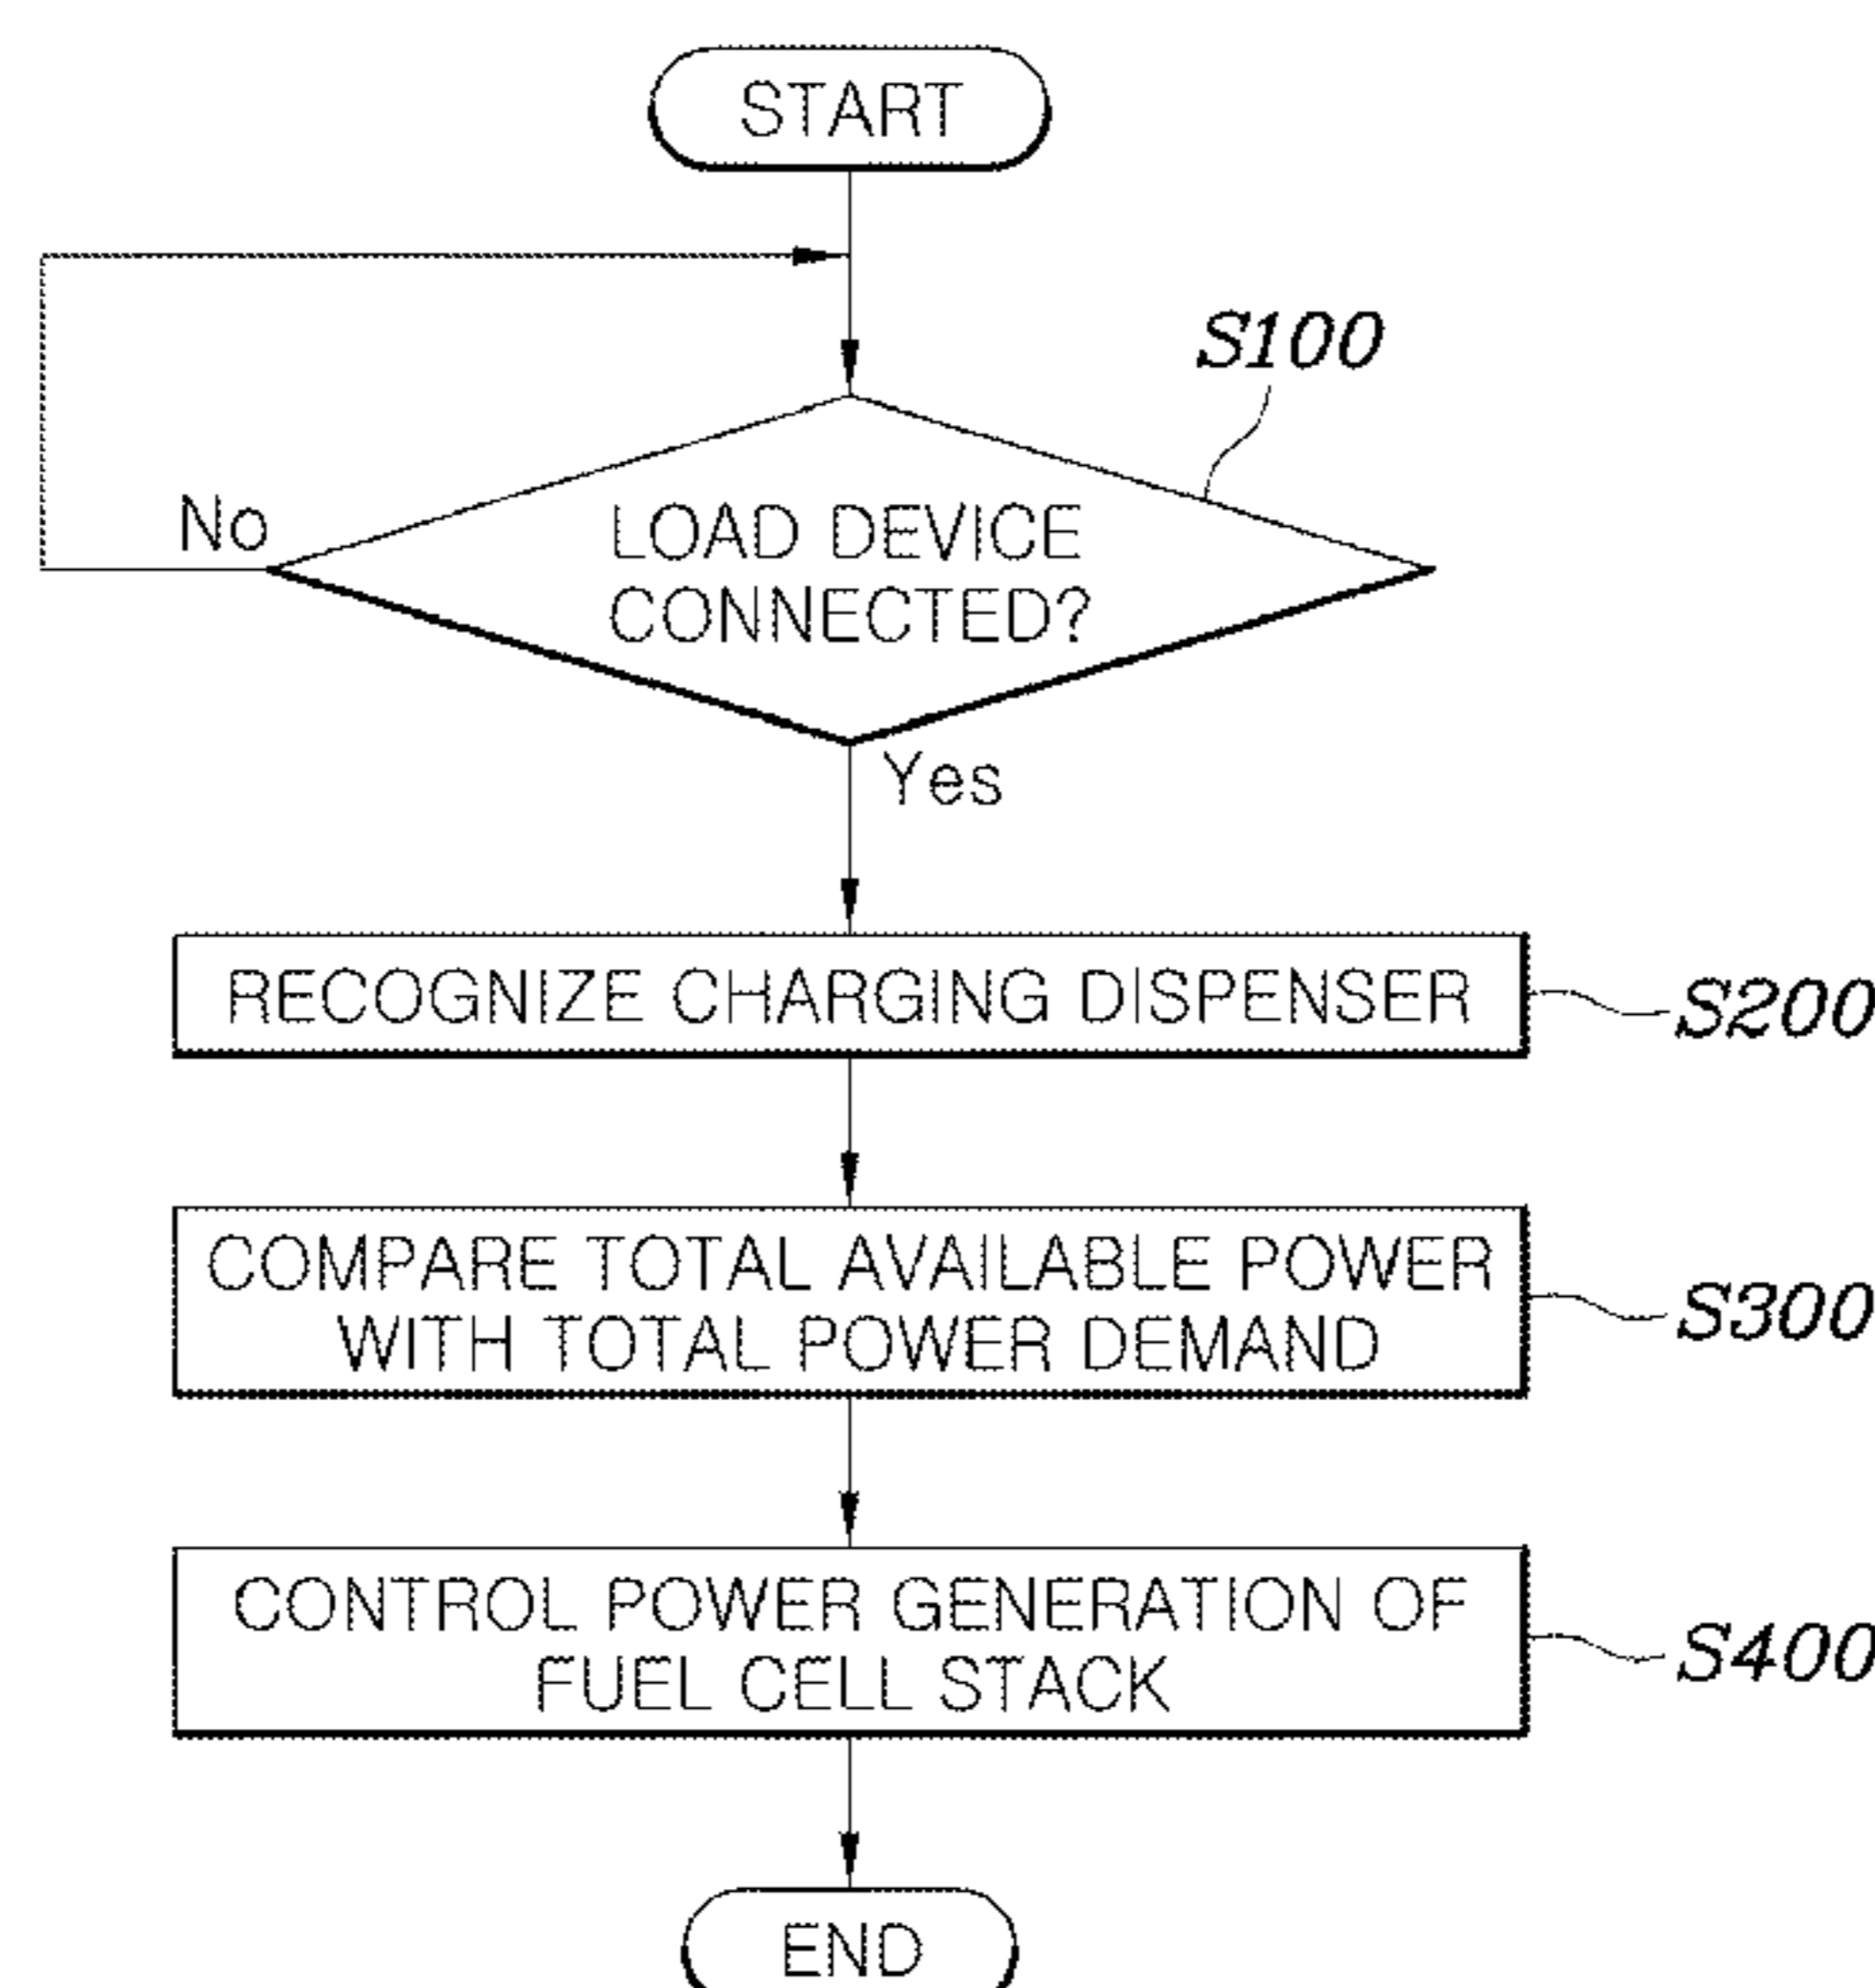 START
S100
No
LOAD DEVICE
CONNECTED?
Yes
RECOGNIZE CHARGING DISPENSER
S200
COMPARE TOTAL AVAILABLE POWER
WITH TOTAL POWER DEMAND
S300
CONTROL POWER GENERATION OF
FUEL CELL STACK
S400
END